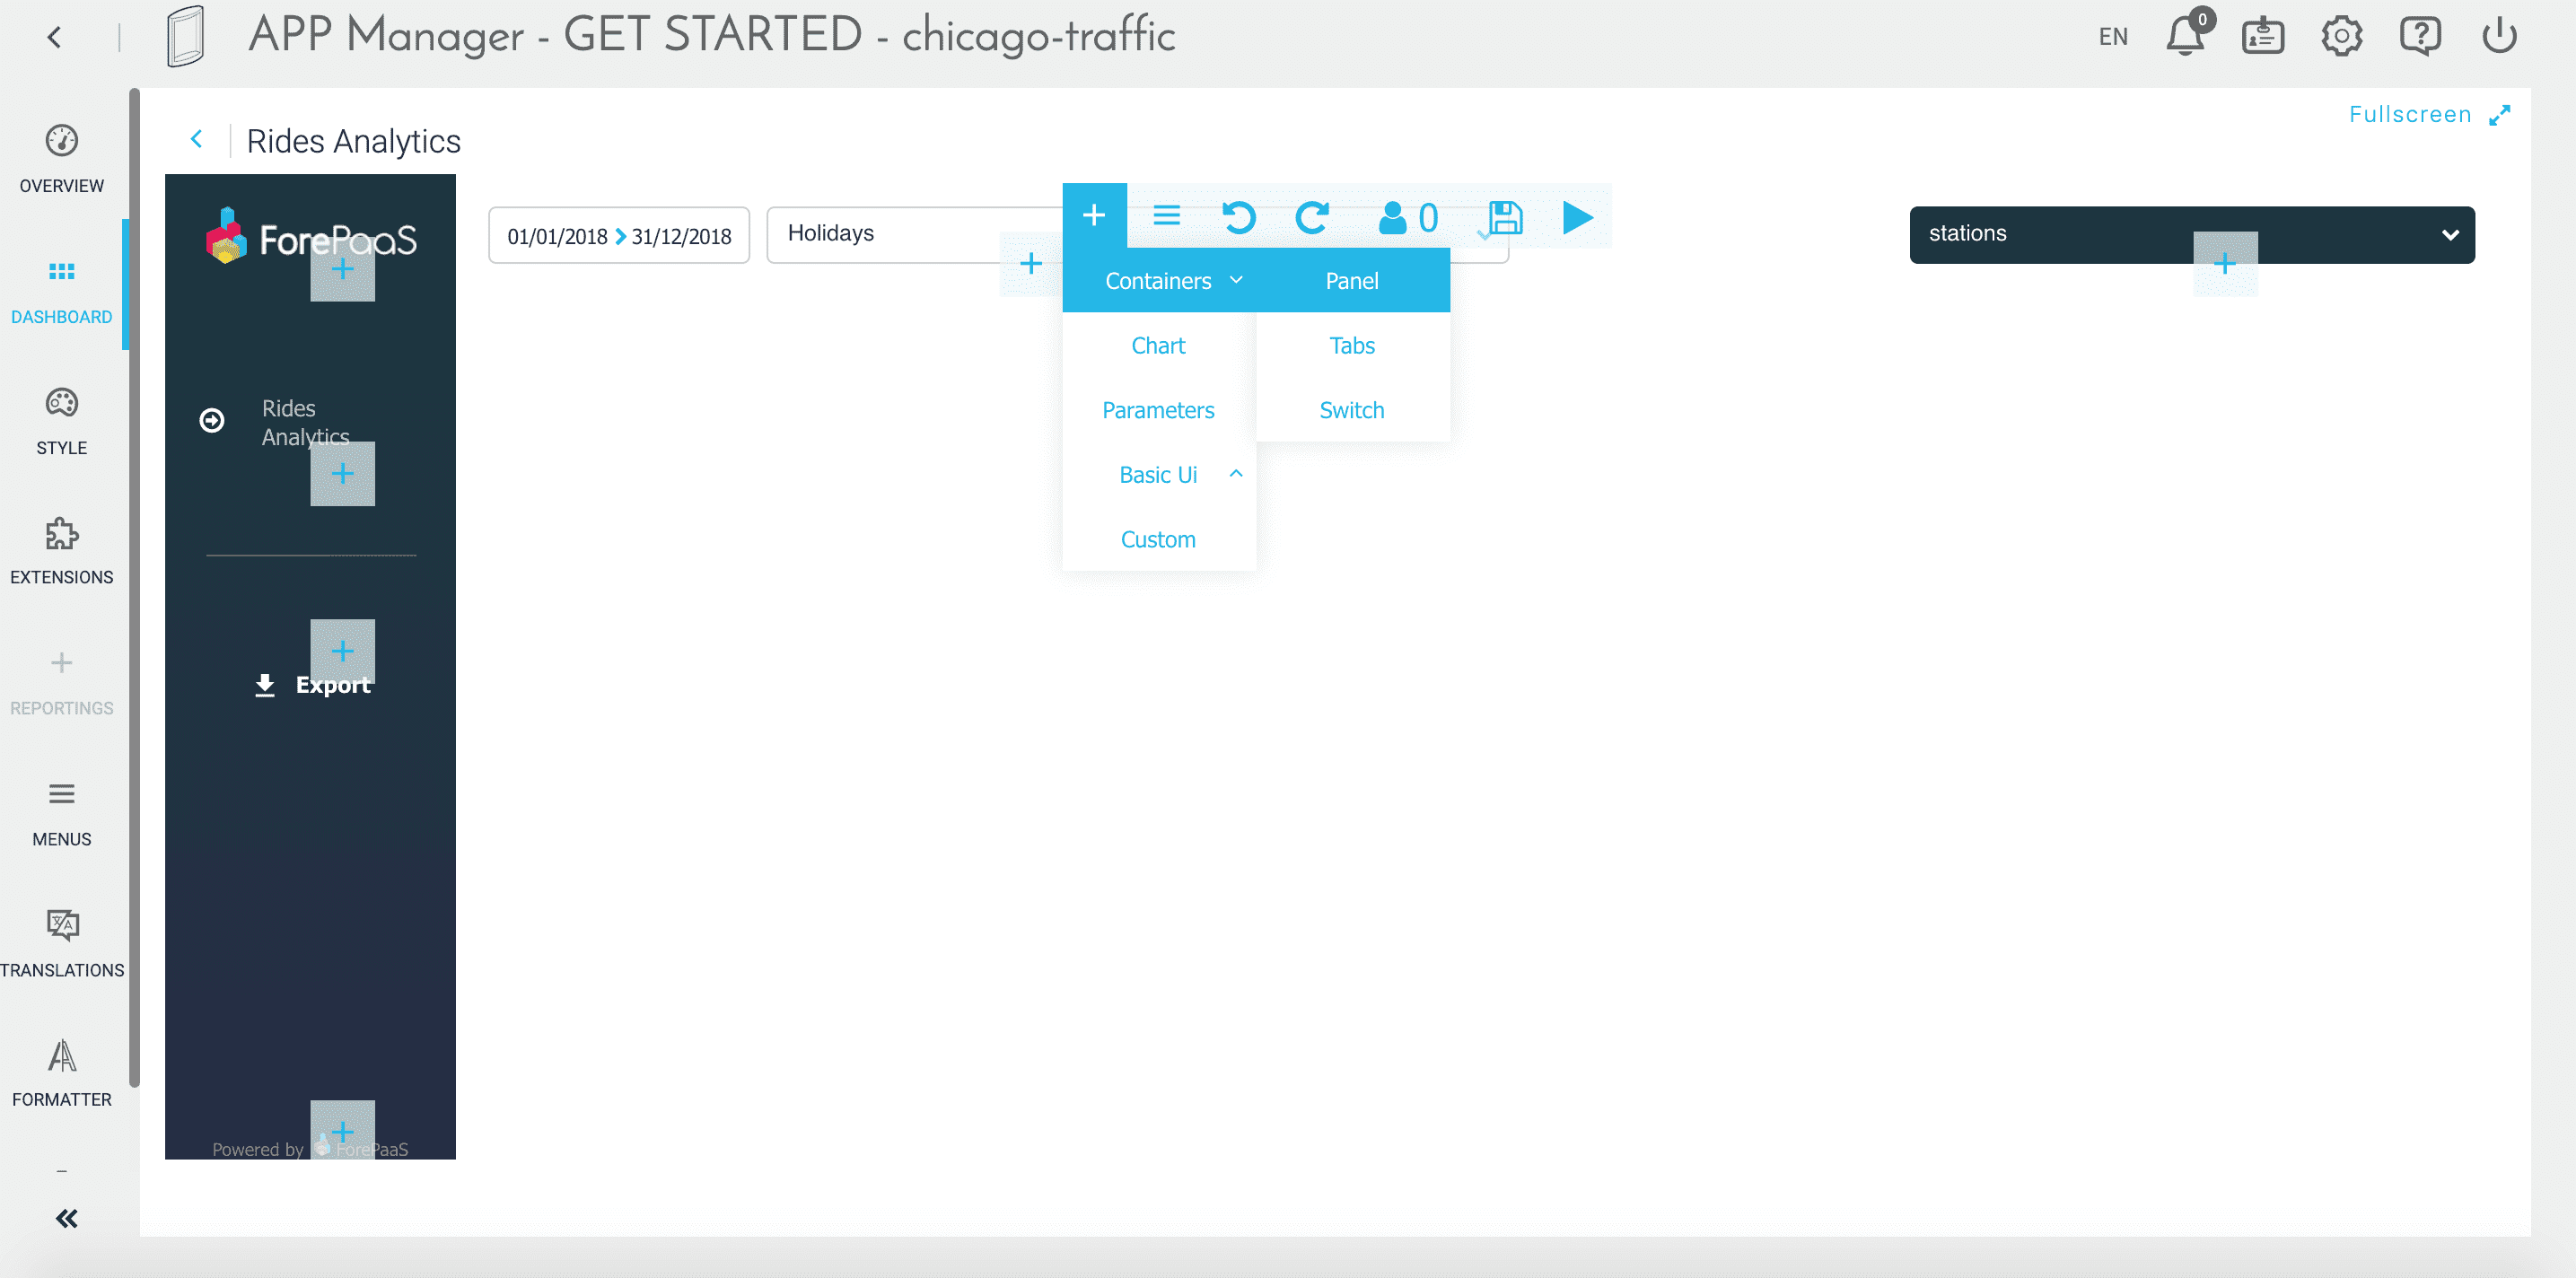 APP Manager - GET STARTED - chicago-traffic
EN
0
Fullscreen
Rides Analytics
OVERVIEW
DASHBOARD
STYLE
EXTENSIONS
REPORTINGS
MENUS
TRANSLATIONS
FORMATTER
ForePaaS
Rides
Analytics
Export
Powered by ForePaaS
01/01/2018 31/12/2018
Holidays
0
stations
Containers
Panel
Chart
Tabs
Parameters
Switch
Basic Ui
Custom